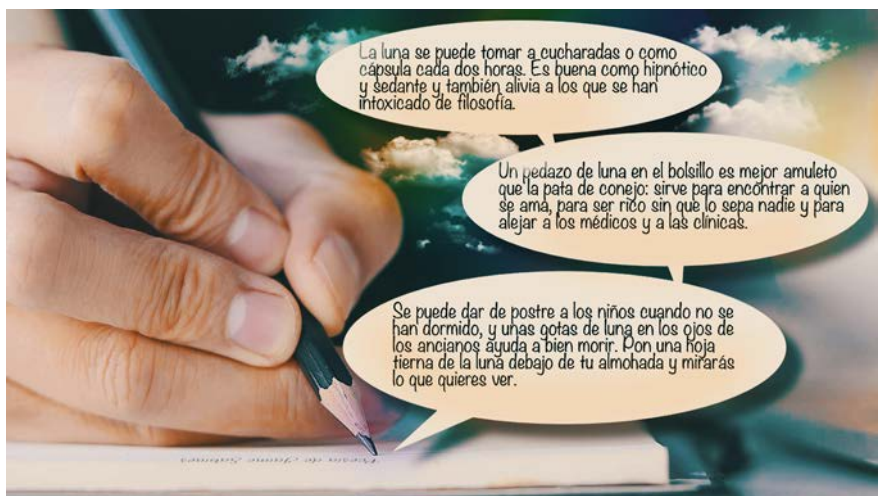 La luna se puede tomar a cucharadas o como
cápsula cada dos horas. Es buena como hipnótico
y sedante y también alivia a los que se han
intoxicado de filosofía.
Un pedazo de luna en el bolsillo es mejor amuleto
que la pata de conejo: sirve para encontrar a quien
se ama, para ser rico sin que lo sepa nadie y para
alejar a los médicos y a las clínicas.
Se puede dar de postre a los niños cuando no se
han dormido, y unas gotas de luna en los ojos de
los ancianos ayuda a bien morir. Pon una hoja
tierna de la luna debajo de tu almohada y mirarás
lo que quieres ver.
Poesía de Jaime Sabines